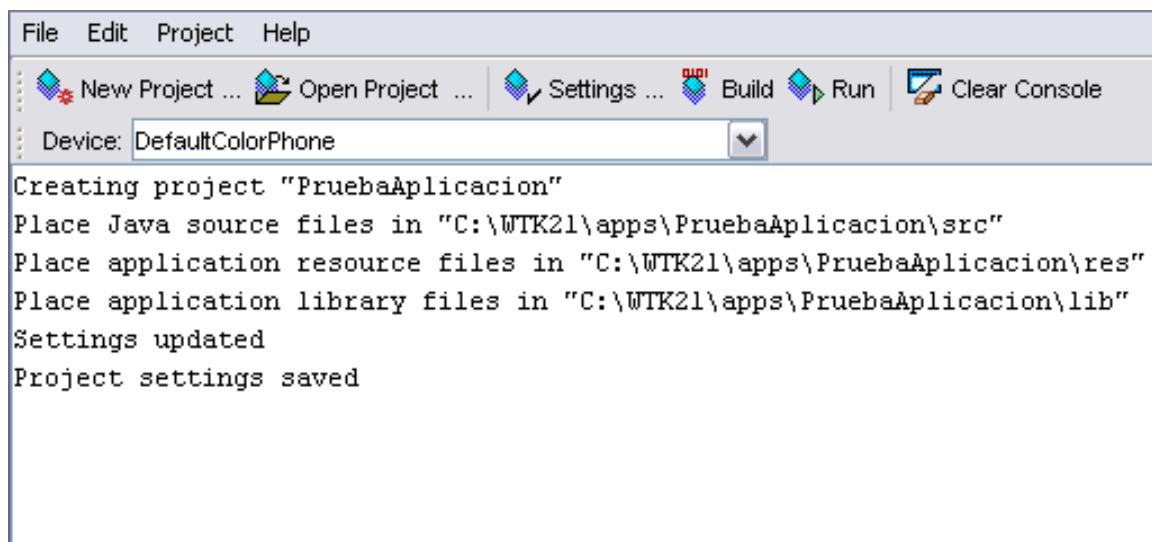 File Edit Project Help
New Project ... Open Project ... Settings ... Build Run Clear Console
Device: DefaultColorPhone
Creating project "PruebaAplicacion"
Place Java source files in "C:\WTK21\apps\PruebaAplicacion\src"
Place application resource files in "C:\WTK21\apps\PruebaAplicacion\res"
Place application library files in "C:\WTK21\apps\PruebaAplicacion\lib"
Settings updated
Project settings saved